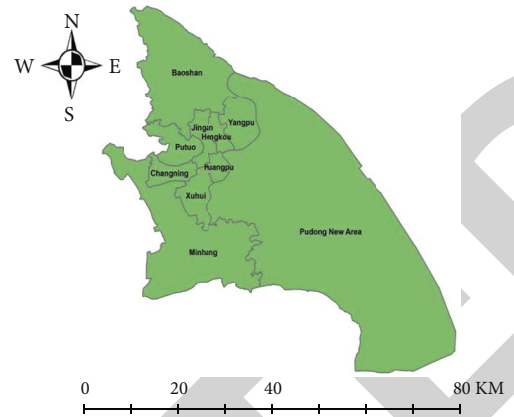 N
W E
S
Baoshan
Yangpu
Jingan
Hongkou
Putuo
Huangpu
Changning
Xuhui
Pudong New Area
Minhang
0 20 40 80 KM